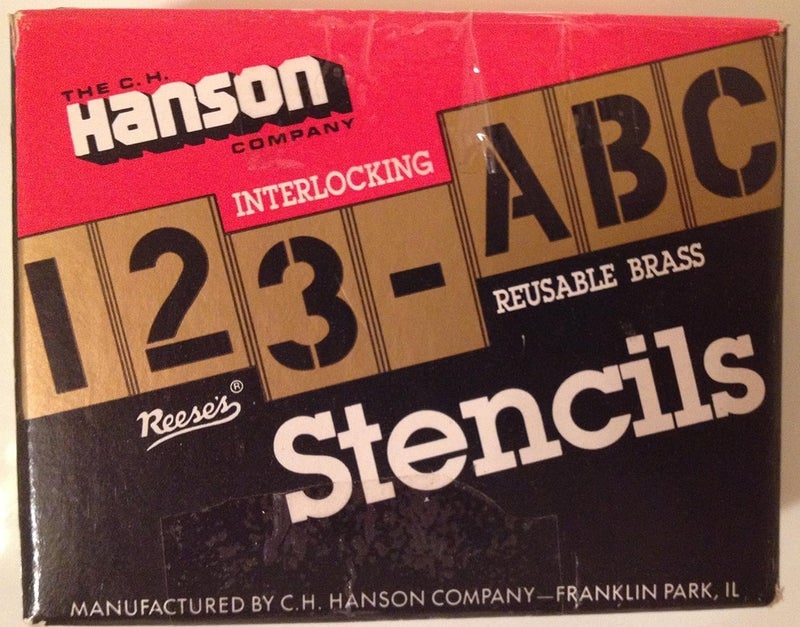 THE C.H.
Hanson
COMPANY
INTERLOCKING
123-ABC
REUSABLE BRASS
Reese's®
Stencils
MANUFACTURED BY C.H. HANSON COMPANY—FRANKLIN PARK, IL